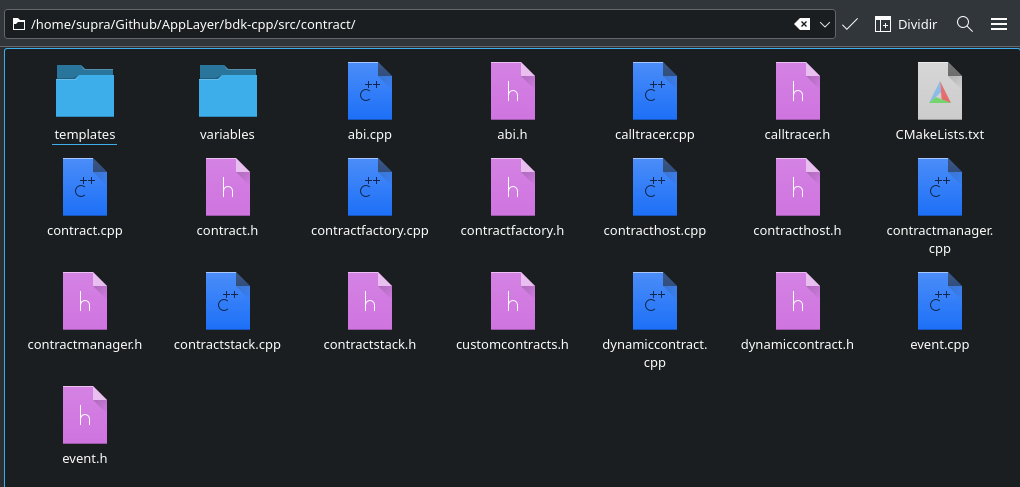 /home/supra/Github/AppLayer/bdk-cpp/src/contract/
Dividir
templates
variables
abi.cpp
abi.h
calltracer.cpp
calltracer.h
CMakeLists.txt
contract.cpp
contract.h
contractfactory.cpp
contractfactory.h
contracthost.cpp
contracthost.h
contractmanager.
cpp
contractmanager.h
contractstack.cpp
contractstack.h
customcontracts.h
dynamiccontract.
cpp
dynamiccontract.h
event.cpp
event.h